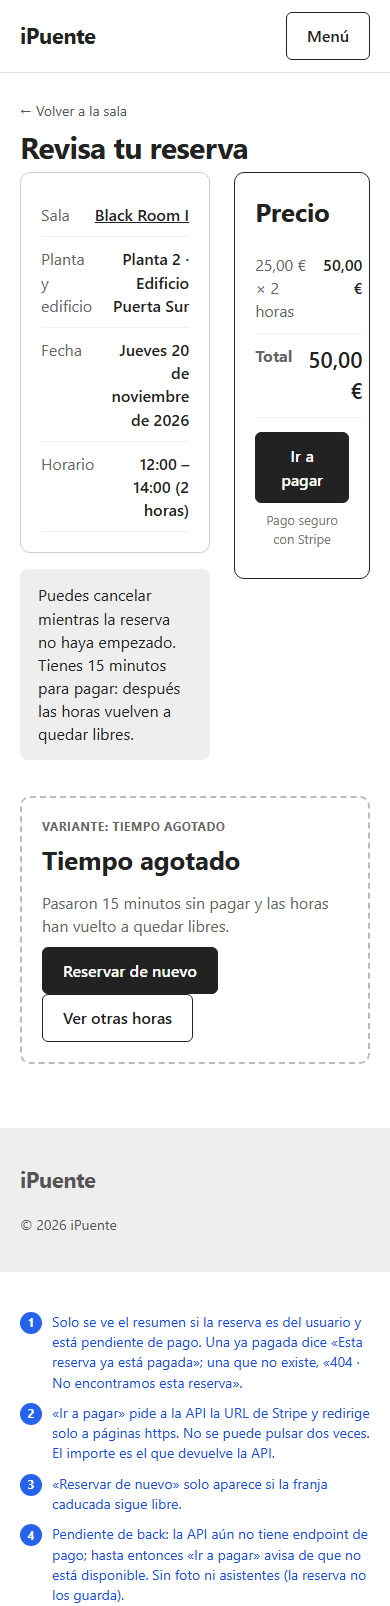 iPuente
Menú
← Volver a la sala
Revisa tu reserva
Sala Black Room I
Planta y edificio
Planta 2 · Edificio Puerta Sur
Fecha
Jueves 20 de noviembre de 2026
Horario
12:00 – 14:00 (2 horas)
Puedes cancelar
mientras la reserva
no haya empezado.
Tienes 15 minutos
para pagar: después
las horas vuelven a
quedar libres.
Precio
25,00 € × 2 horas
50,00 €
Total
50,00 €
Ir a
pagar
Pago seguro
con Stripe
VARIANTE: TIEMPO AGOTADO
Tiempo agotado
Pasaron 15 minutos sin pagar y las horas
han vuelto a quedar libres.
Reservar de nuevo
Ver otras horas
iPuente
© 2026 iPuente
1 Solo se ve el resumen si la reserva es del usuario y
está pendiente de pago. Una ya pagada dice «Esta
reserva ya está pagada»; una que no existe, «404 ·
No encontramos esta reserva».
2 «Ir a pagar» pide a la API la URL de Stripe y redirige
solo a páginas https. No se puede pulsar dos veces.
El importe es el que devuelve la API.
3 «Reservar de nuevo» solo aparece si la franja
caducada sigue libre.
4 Pendiente de back: la API aún no tiene endpoint de
pago; hasta entonces «Ir a pagar» avisa de que no
está disponible. Sin foto ni asistentes (la reserva no
los guarda).